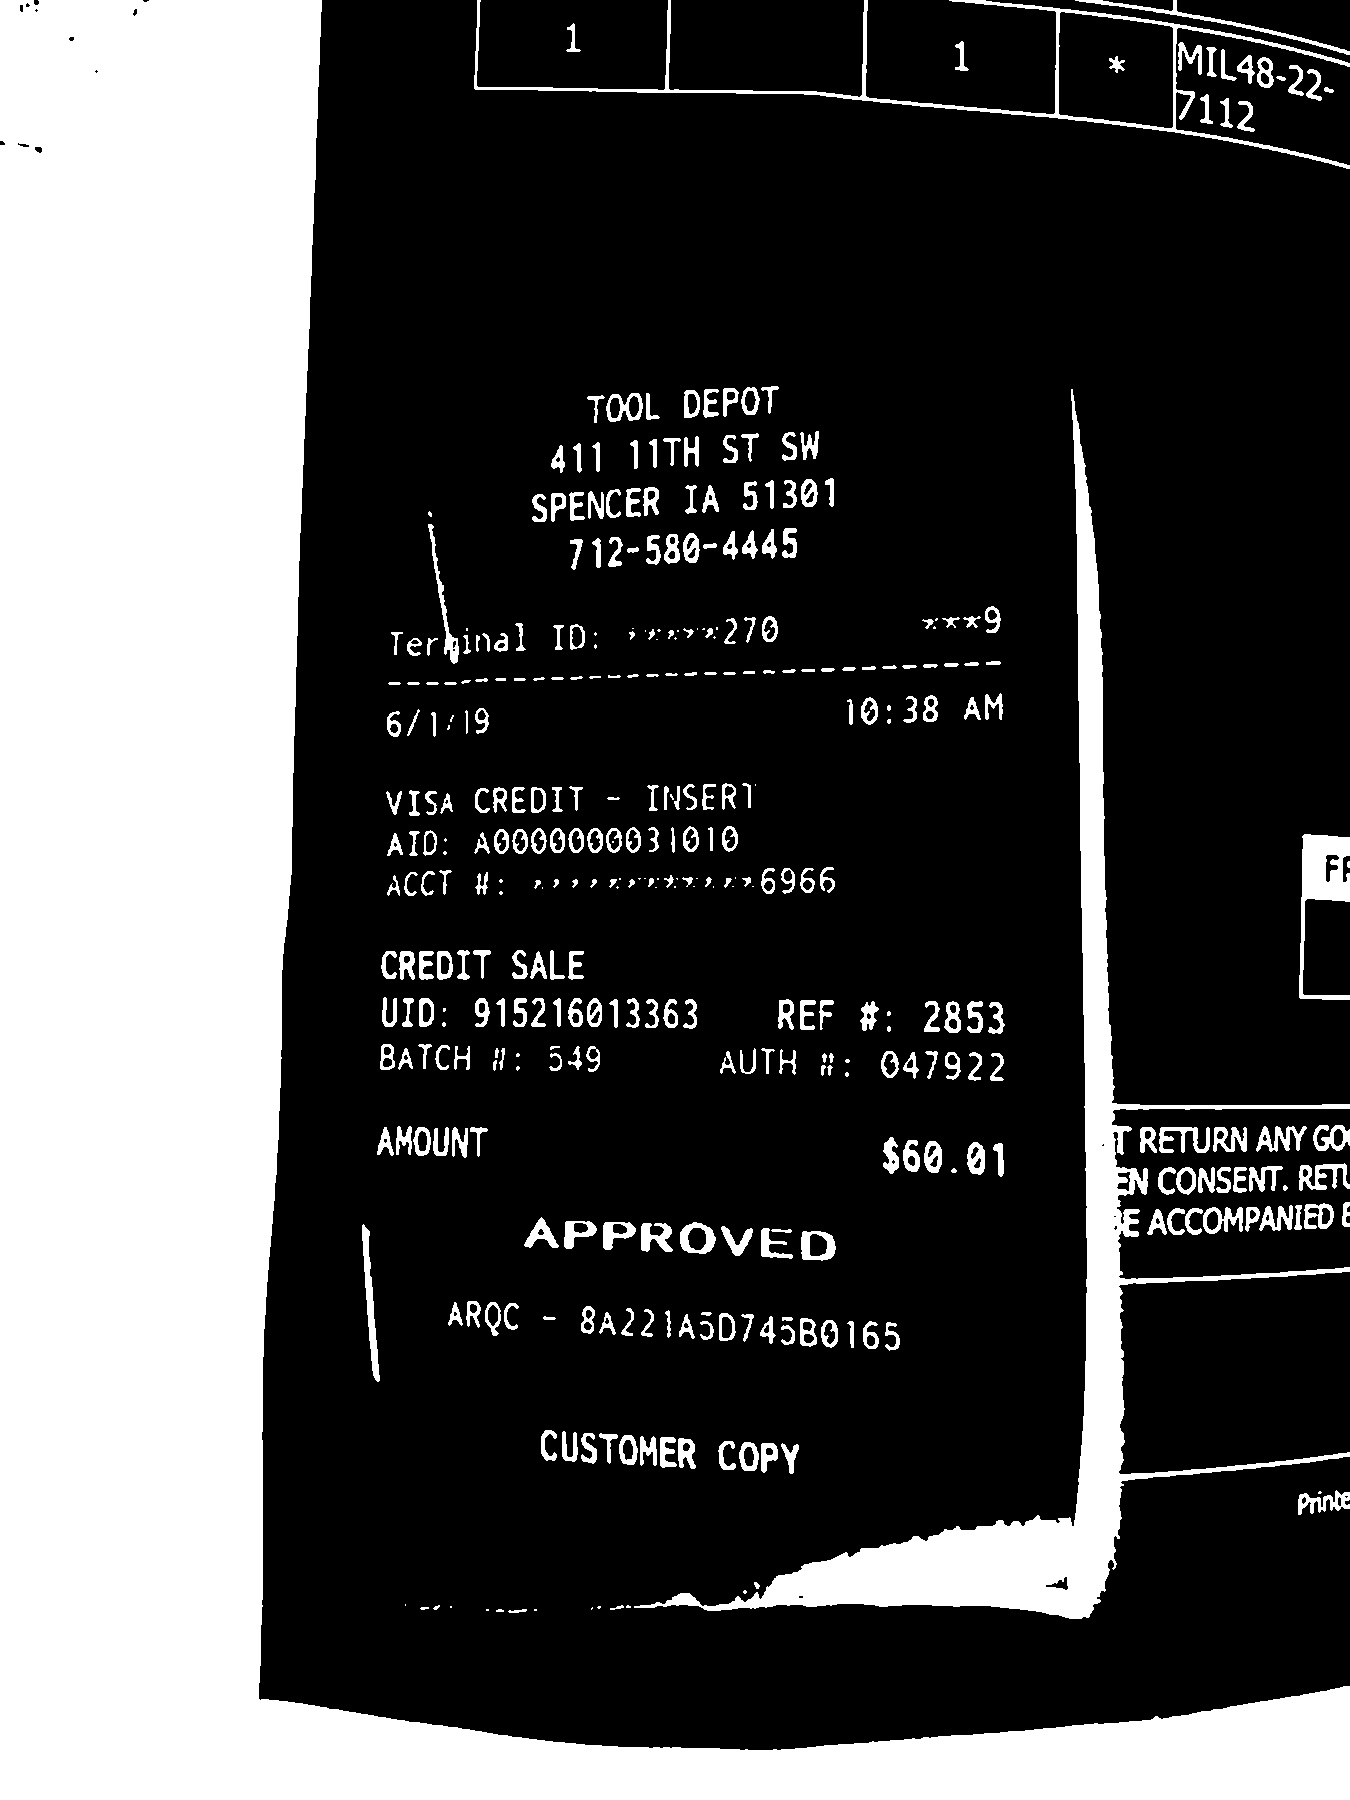 1 1 * MIL48-22-
7112
TOOL DEPOT
411 11TH ST SW
SPENCER IA 51301
712-580-4445
Terminal ID: *****270 ***9
6/1/19 10:38 AM
VISA CREDIT - INSERT
AID: A0000000031010
ACCT #: ************6966
CREDIT SALE
UID: 915216013363 REF #: 2853
BATCH #: 549 AUTH #: 047922
AMOUNT $60.01
APPROVED
ARQC - 8A221A5D745B0165
CUSTOMER COPY
T RETURN ANY GO
EN CONSENT. RETU
BE ACCOMPANIED
Printe